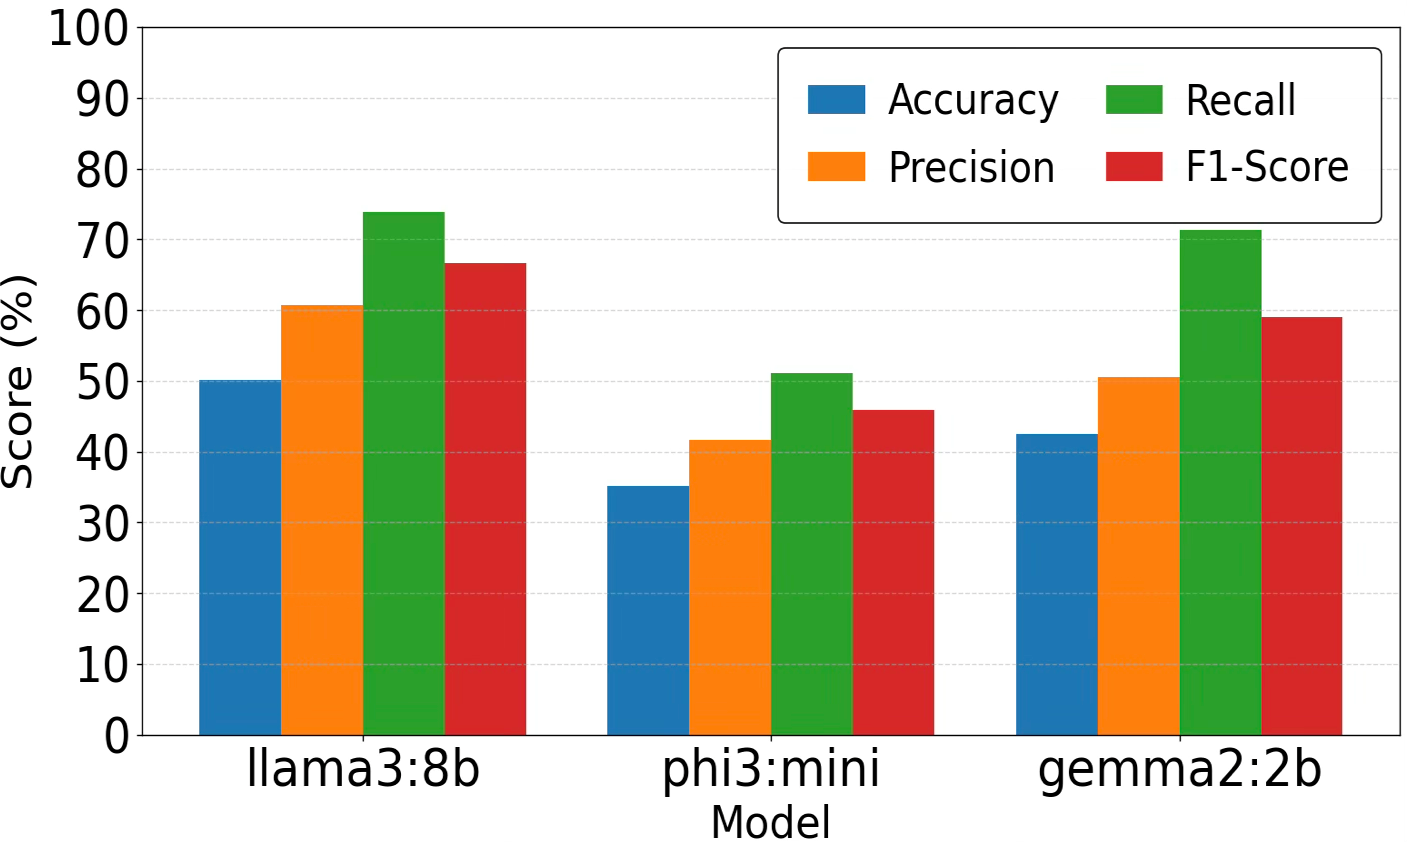 100
90
80
70
60
50
40
30
20
10
0
Score (%)
Accuracy
Precision
Recall
F1-Score
llama3:8b
phi3:mini
gemma2:2b
Model